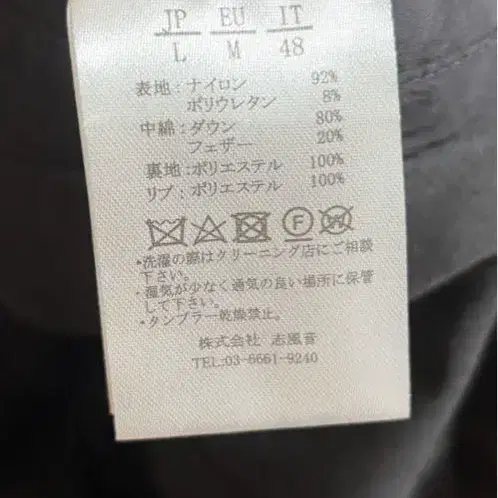 JP EU IT
L M 48
表地：ナイロン 92%
ポリウレタン 8%
中綿：ダウン 80%
フェザー 20%
裏地：ポリエステル 100%
リブ：ポリエステル 100%
F W
*洗濯の際はクリーニング店にご相談
下さい。
*湿気が少なく通気の良い場所に保管
して下さい。
*タンブラー乾燥禁止。
株式会社 志風音
TEL:03-6661-9240